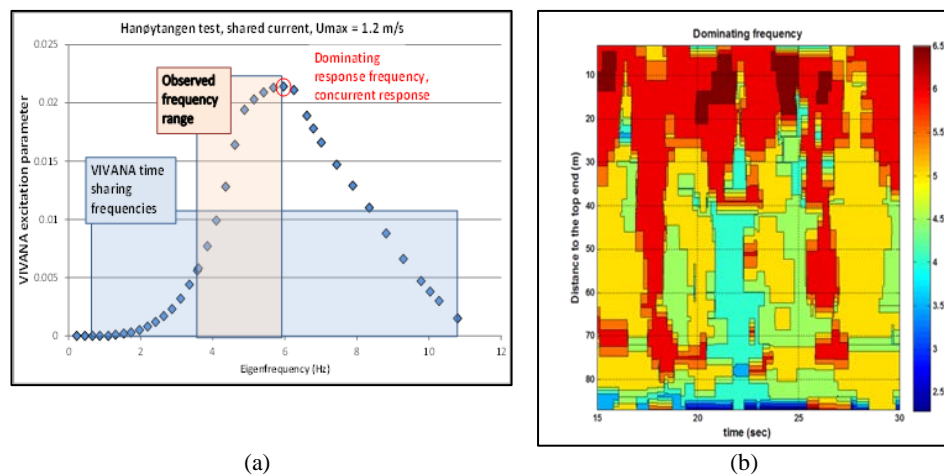 Hanøytangen test, shared current, Umax = 1.2 m/s
VIVANA excitation parameter
0.025
0.02
0.015
0.01
0.005
0
Observed
frequency
range
Dominating
response frequency,
concurrent response
VIVANA time
sharing
frequencies
0
2
4
6
8
10
12
Eigenfrequency (Hz)
(a)
Dominating frequency
Distance to the top end (m)
10
20
30
40
50
60
70
80
15
20
25
30
time (sec)
6.5
6
5.5
5
4.5
4
3.5
3
2.5
(b)